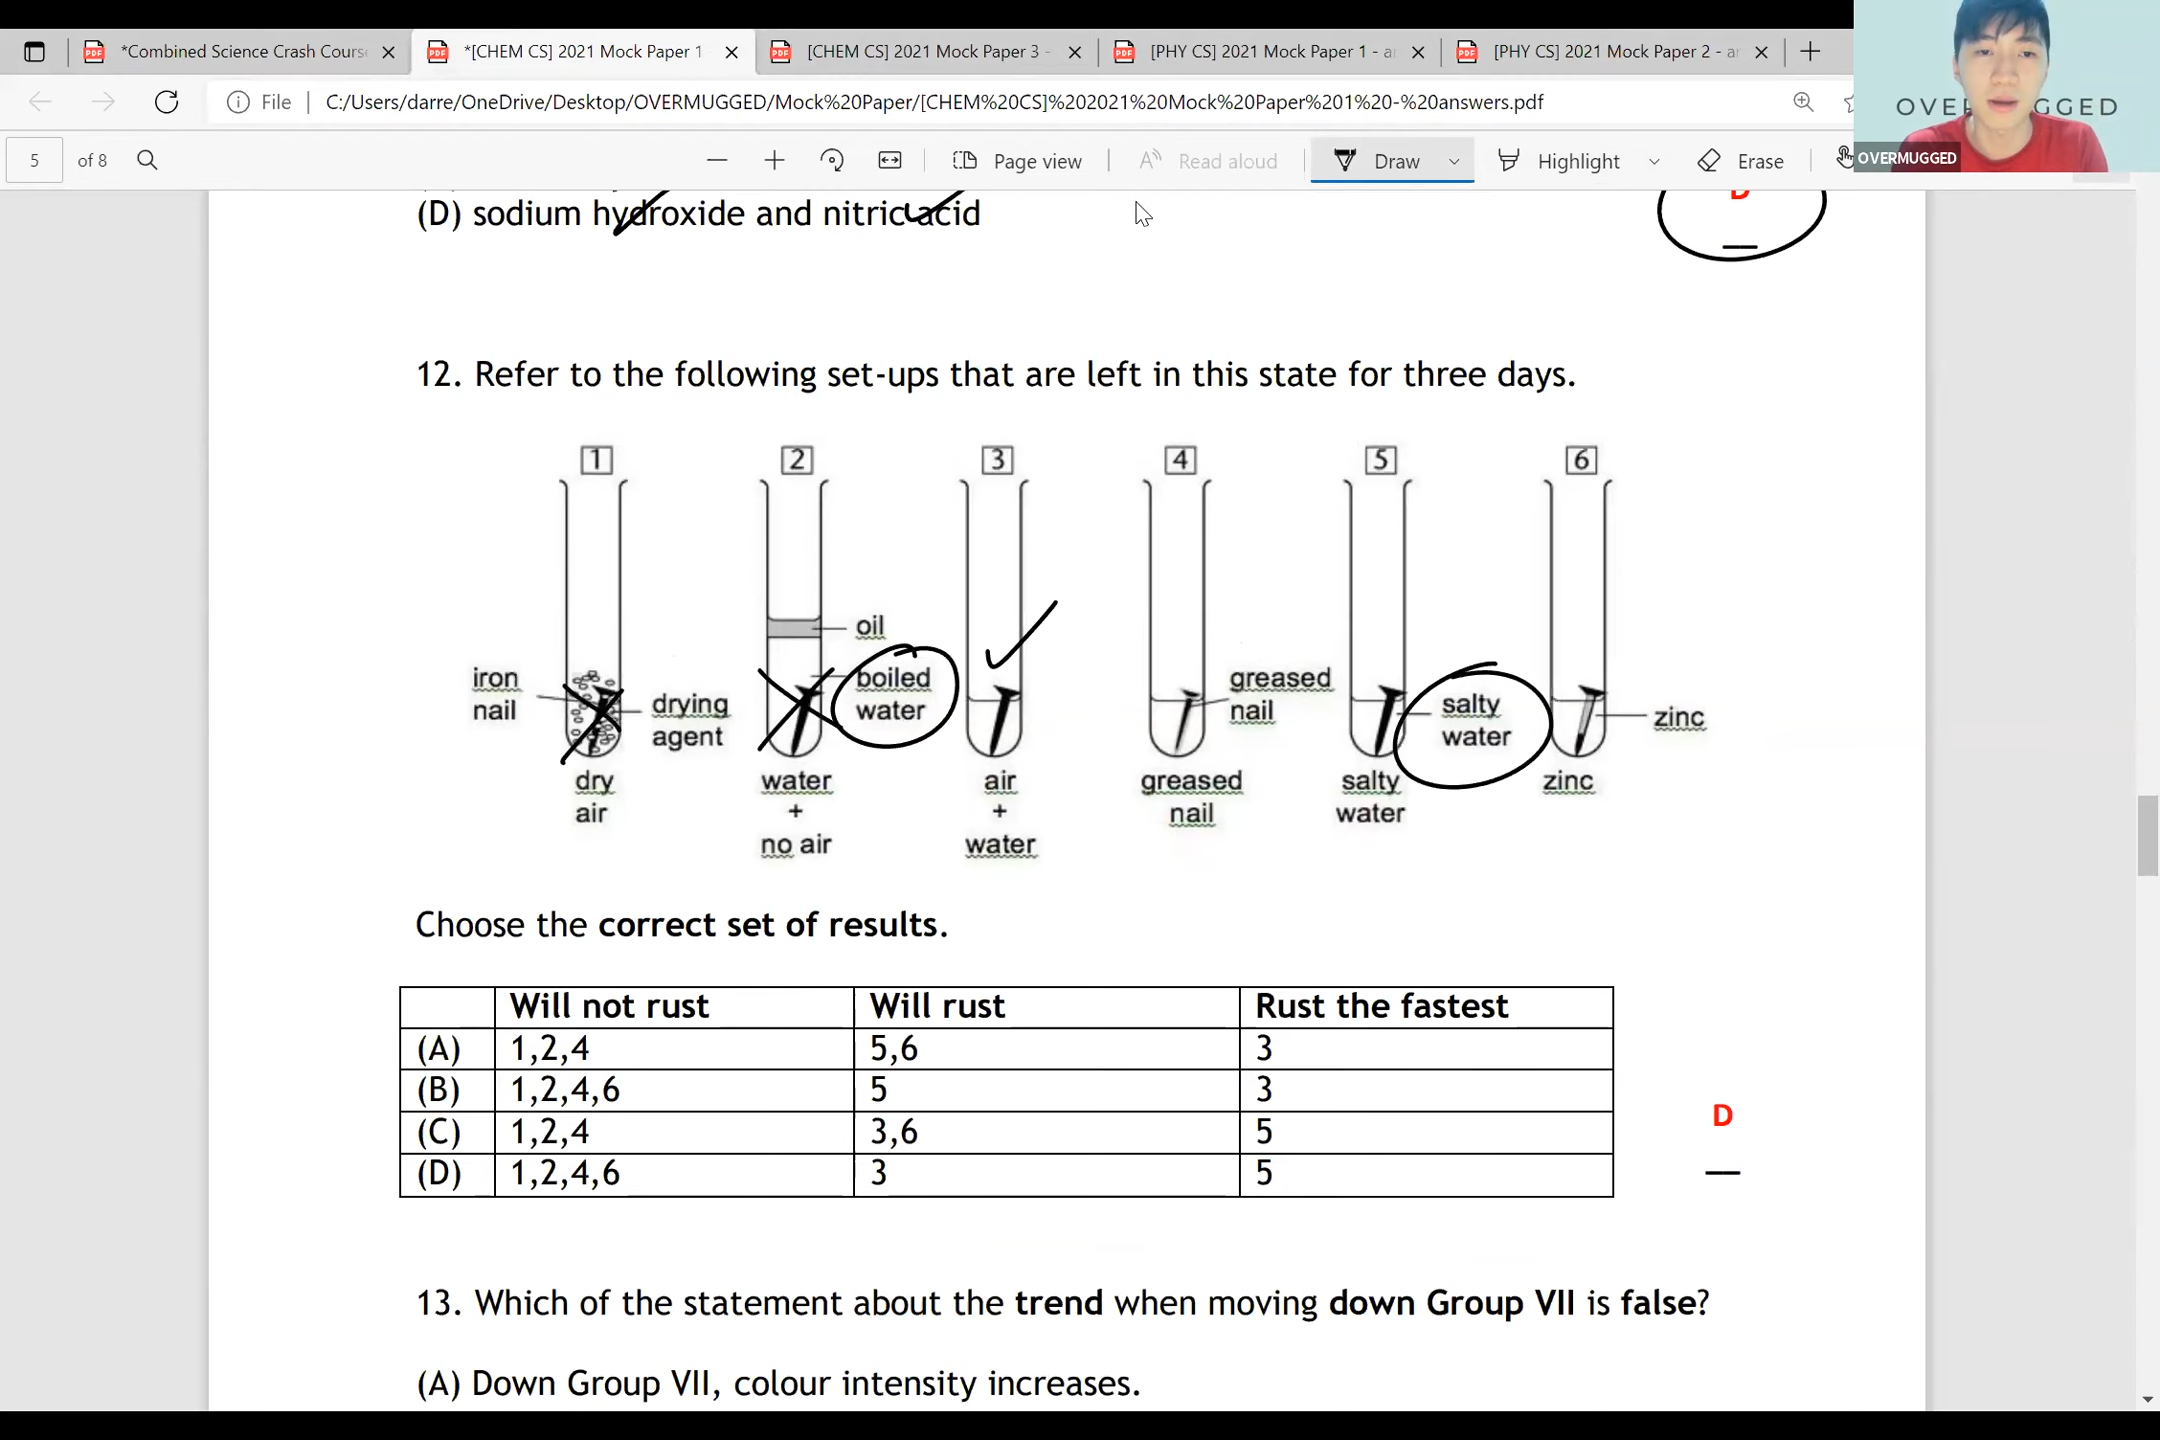 *Combined Science Crash Cours
*[CHEM CS] 2021 Mock Paper 1
[CHEM CS] 2021 Mock Paper 3 -
[PHY CS] 2021 Mock Paper 1 - a
[PHY CS] 2021 Mock Paper 2 - a
File
C:/Users/darre/OneDrive/Desktop/OVERMUGGED/Mock%20Paper/[CHEM%20CS]%202021%20Mock%20Paper%201%20-%20answers.pdf
OVE GGED
OVERMUGGED
5 of 8
Page view
Read aloud
Draw
Highlight
Erase
(D) sodium hydroxide and nitric acid
D
12. Refer to the following set-ups that are left in this state for three days.
1 2 3 4 5 6
oil
iron nail
drying agent
boiled water
greased nail
salty water
zinc
dry air
water + no air
air + water
greased nail
salty water
zinc
Choose the correct set of results.
Will not rust Will rust Rust the fastest
(A) 1,2,4 5,6 3
(B) 1,2,4,6 5 3
(C) 1,2,4 3,6 5
(D) 1,2,4,6 3 5
D
13. Which of the statement about the trend when moving down Group VII is false?
(A) Down Group VII, colour intensity increases.